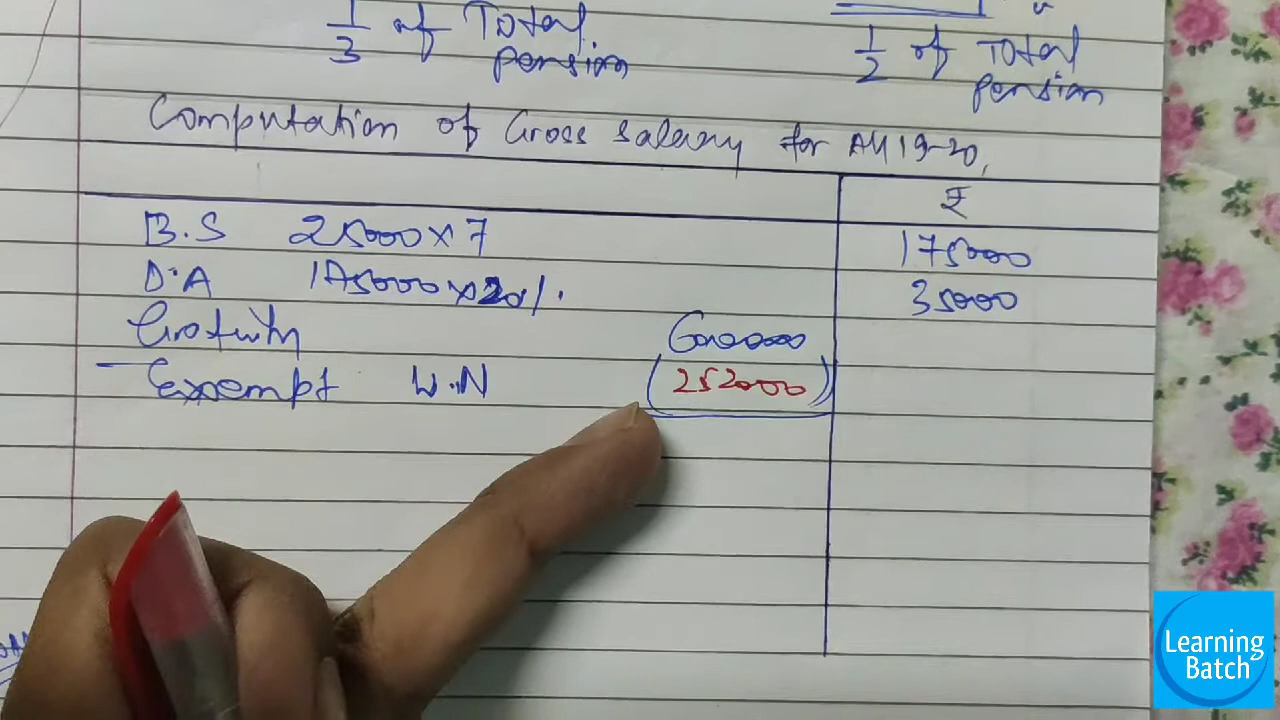 1/3 of Total pension
1/2 of Total pension
Computation of Gross Salary for AY 19-20,
₹
B.S 25000×7 175000
D.A 175000×20%. 35000
Gratuity 600000
- Exempt W.N (252000)
Learning
Batch